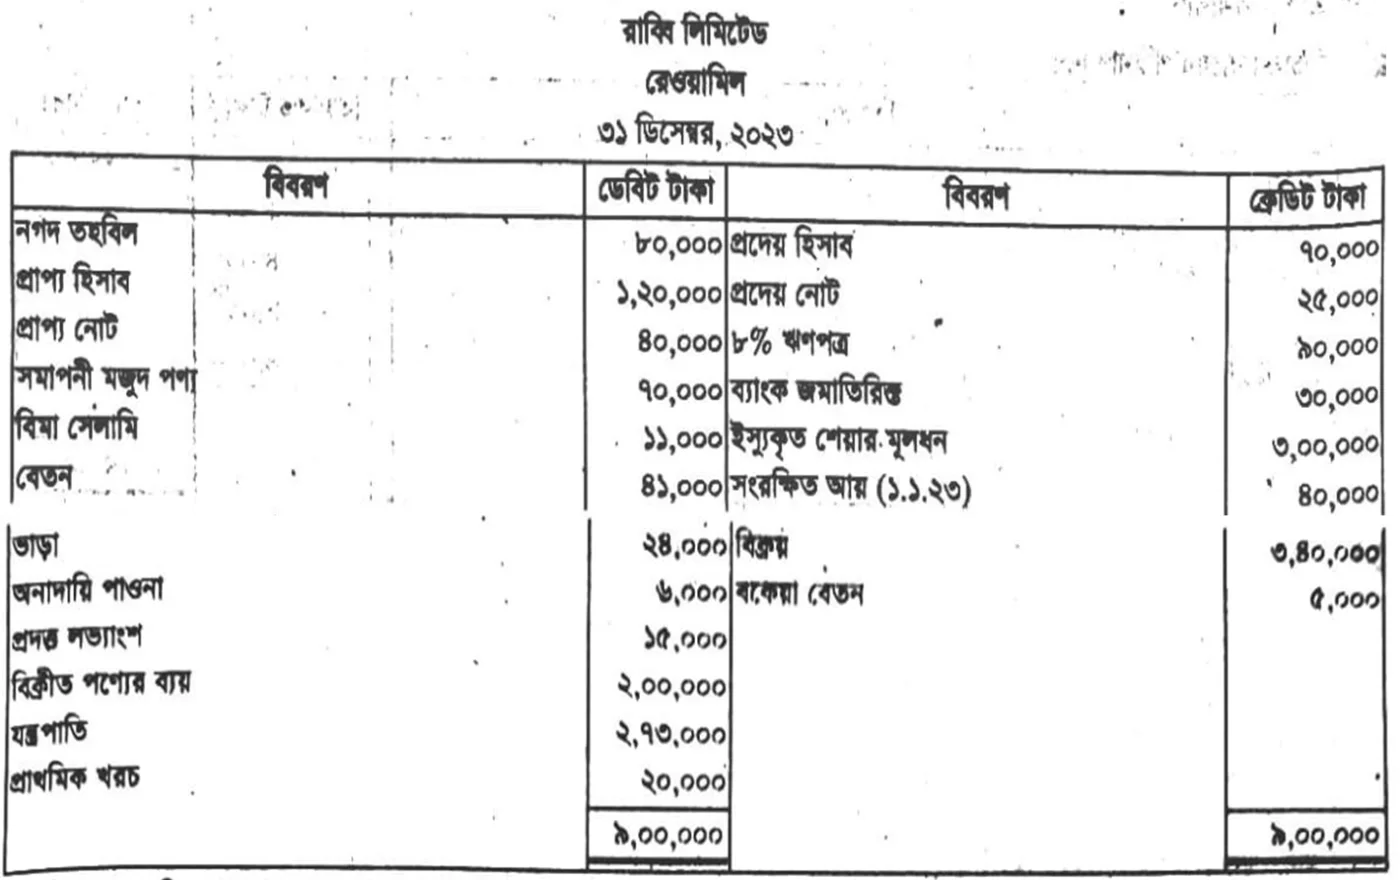 রাব্বি লিমিটেড
রেওয়ামিল
৩১ ডিসেম্বর, ২০২৩
বিবরণ ডেবিট টাকা বিবরণ ক্রেডিট টাকা
নগদ তহবিল ৮০,০০০ প্রদেয় হিসাব ৭০,০০০
প্রাপ্য হিসাব ১,২০,০০০ প্রদেয় নোট ২৫,০০০
প্রাপ্য নোট ৪০,০০০ ৮% ঋণপত্র ৯০,০০০
সমাপনী মজুদ পণ্য ৭০,০০০ ব্যাংক জমাতিরিক্ত ৩০,০০০
বিমা সেলামি ১১,০০০ ইস্যুকৃত শেয়ার মূলধন ৩,০০,০০০
বেতন ৪১,০০০ সংরক্ষিত আয় (১.১.২৩) ৪০,০০০
ভাড়া ২৪,০০০ বিক্রয় ৩,৪০,০০০
অনাদায়ি পাওনা ৬,০০০ বকেয়া বেতন ৫,০০০
প্রদত্ত লভ্যাংশ ১৫,০০০
বিক্রীত পণ্যের ব্যয় ২,০০,০০০
যন্ত্রপাতি ২,৭৩,০০০
প্রাথমিক খরচ ২০,০০০
৯,০০,০০০ ৯,০০,০০০